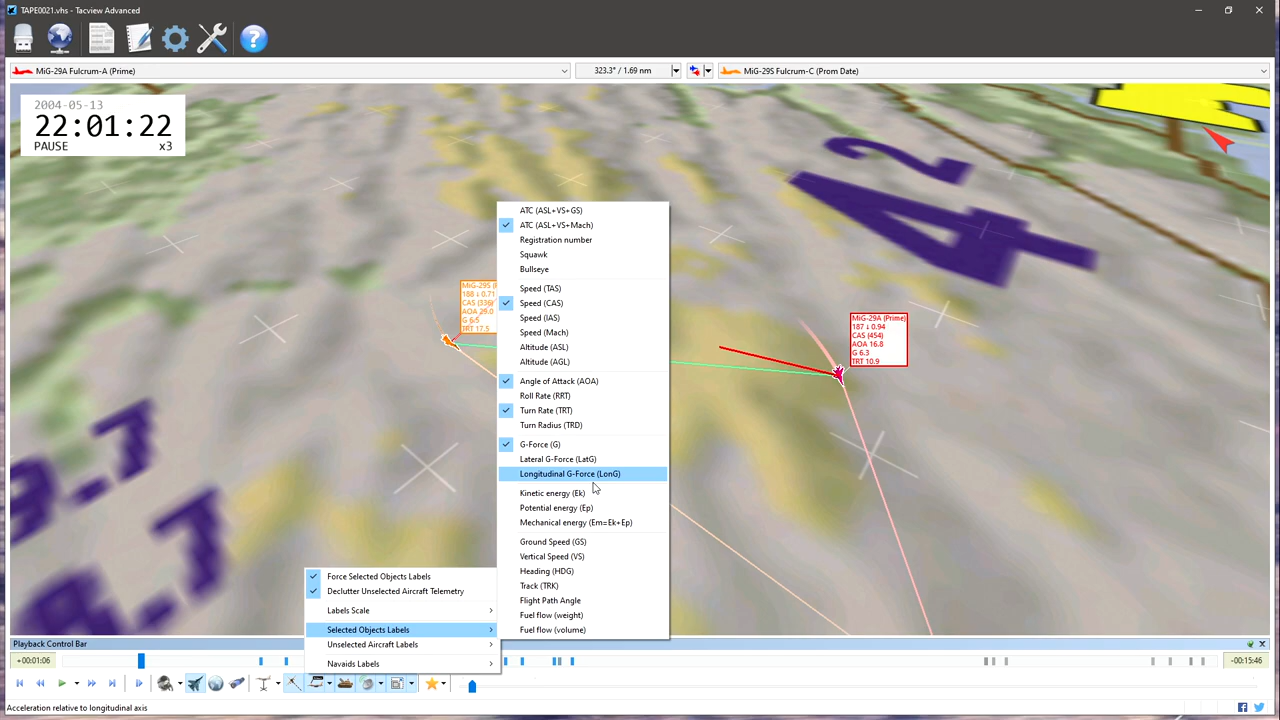 TAPE0021.vhs - Tacview Advanced
MiG-29A Fulcrum-A (Prime)
323.3° / 1.69 nm
MiG-29S Fulcrum-C (Prom Date)
2004-05-13
22:01:22
PAUSE x3
4 2
ATC (ASL+VS+GS)
ATC (ASL+VS+Mach)
Registration number
Squawk
Bullseye
Speed (TAS)
Speed (CAS)
Speed (IAS)
Speed (Mach)
Altitude (ASL)
Altitude (AGL)
Angle of Attack (AOA)
Roll Rate (RRT)
Turn Rate (TRT)
Turn Radius (TRD)
G-Force (G)
Lateral G-Force (LatG)
Longitudinal G-Force (LonG)
Kinetic energy (Ek)
Potential energy (Ep)
Mechanical energy (Em=Ek+Ep)
Ground Speed (GS)
Vertical Speed (VS)
Heading (HDG)
Track (TRK)
Flight Path Angle
Fuel flow (weight)
Fuel flow (volume)
MiG-29S
188 ↓ 0.71
CAS (336)
AOA 29.0
G 6.5
TRT 17.5
MiG-29A (Prime)
187 ↓ 0.94
CAS (454)
AOA 16.8
G 6.3
TRT 10.9
Force Selected Objects Labels
Declutter Unselected Aircraft Telemetry
Labels Scale
Selected Objects Labels
Unselected Aircraft Labels
Navaids Labels
Playback Control Bar
+00:01:06
-00:15:46
Acceleration relative to longitudinal axis